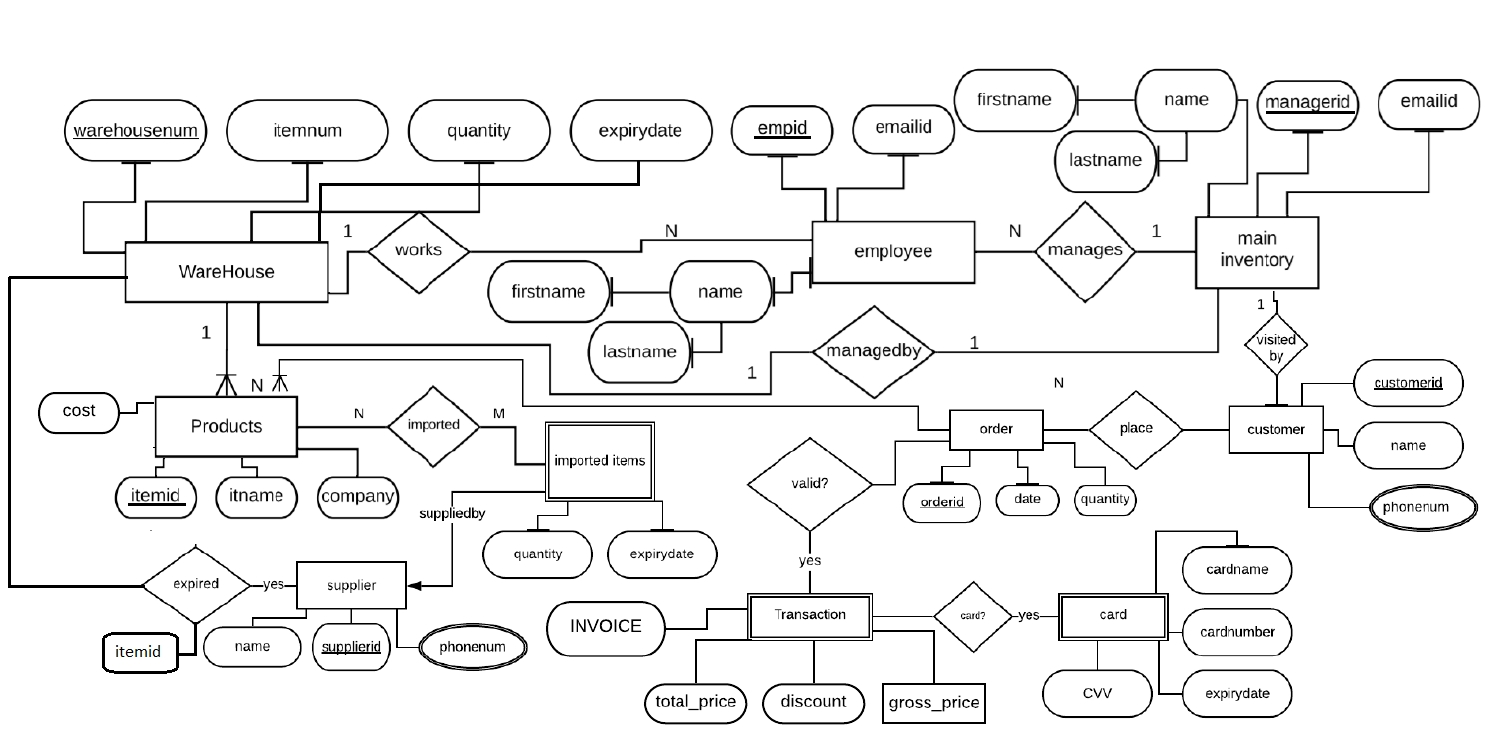 firstname
name
managerid
emailid
lastname
warehousenum
itemnum
quantity
expirydate
empid
emailid
1
works
N
employee
N
manages
1
main
inventory
WareHouse
firstname
name
lastname
1
managedby
1
1
visited
by
1
N
cost
Products
N
imported
M
imported items
itemid
itname
company
suppliedby
quantity
expirydate
N
order
place
customer
customerid
name
phonenum
valid?
orderid
date
quantity
yes
expired
yes
supplier
itemid
name
supplierid
phonenum
INVOICE
Transaction
card?
yes
card
cardname
cardnumber
CVV
expirydate
total_price
discount
gross_price